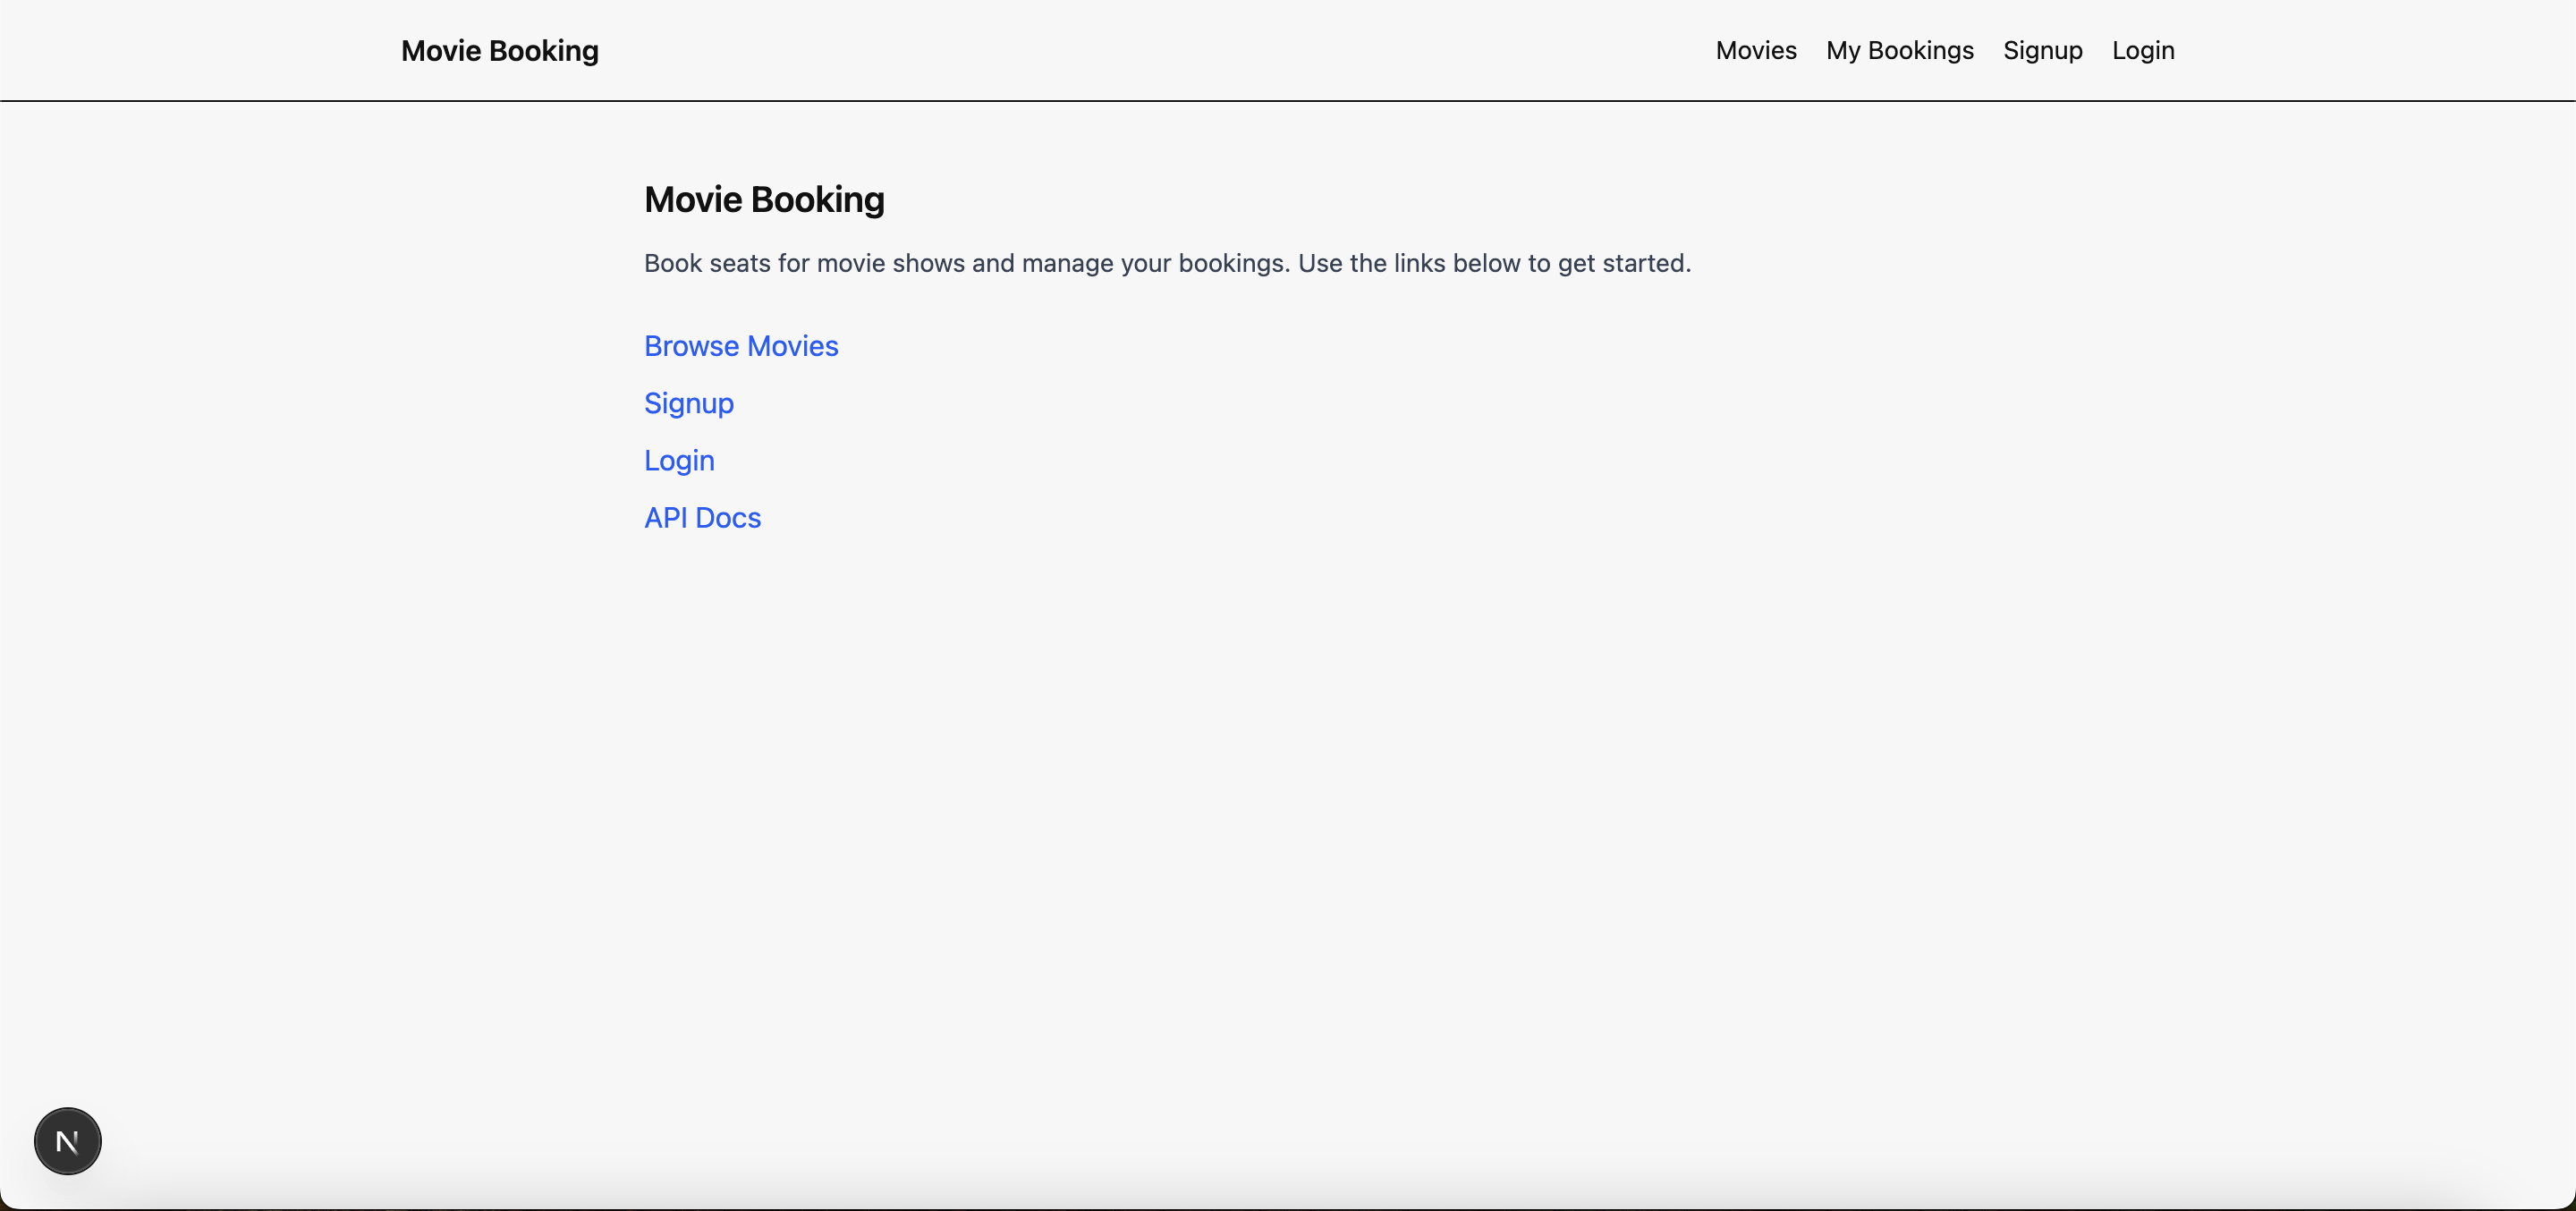 Movie Booking
Movies My Bookings Signup Login
Movie Booking
Book seats for movie shows and manage your bookings. Use the links below to get started.
Browse Movies
Signup
Login
API Docs
N